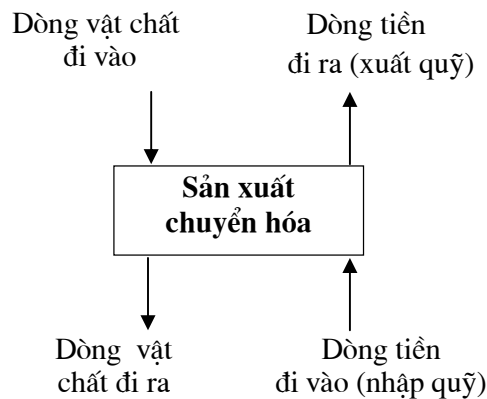 Dòng vật chất
đi vào
Dòng tiền
đi ra (xuất quỹ)
Sản xuất
chuyển hóa
Dòng vật
chất đi ra
Dòng tiền
đi vào (nhập quỹ)